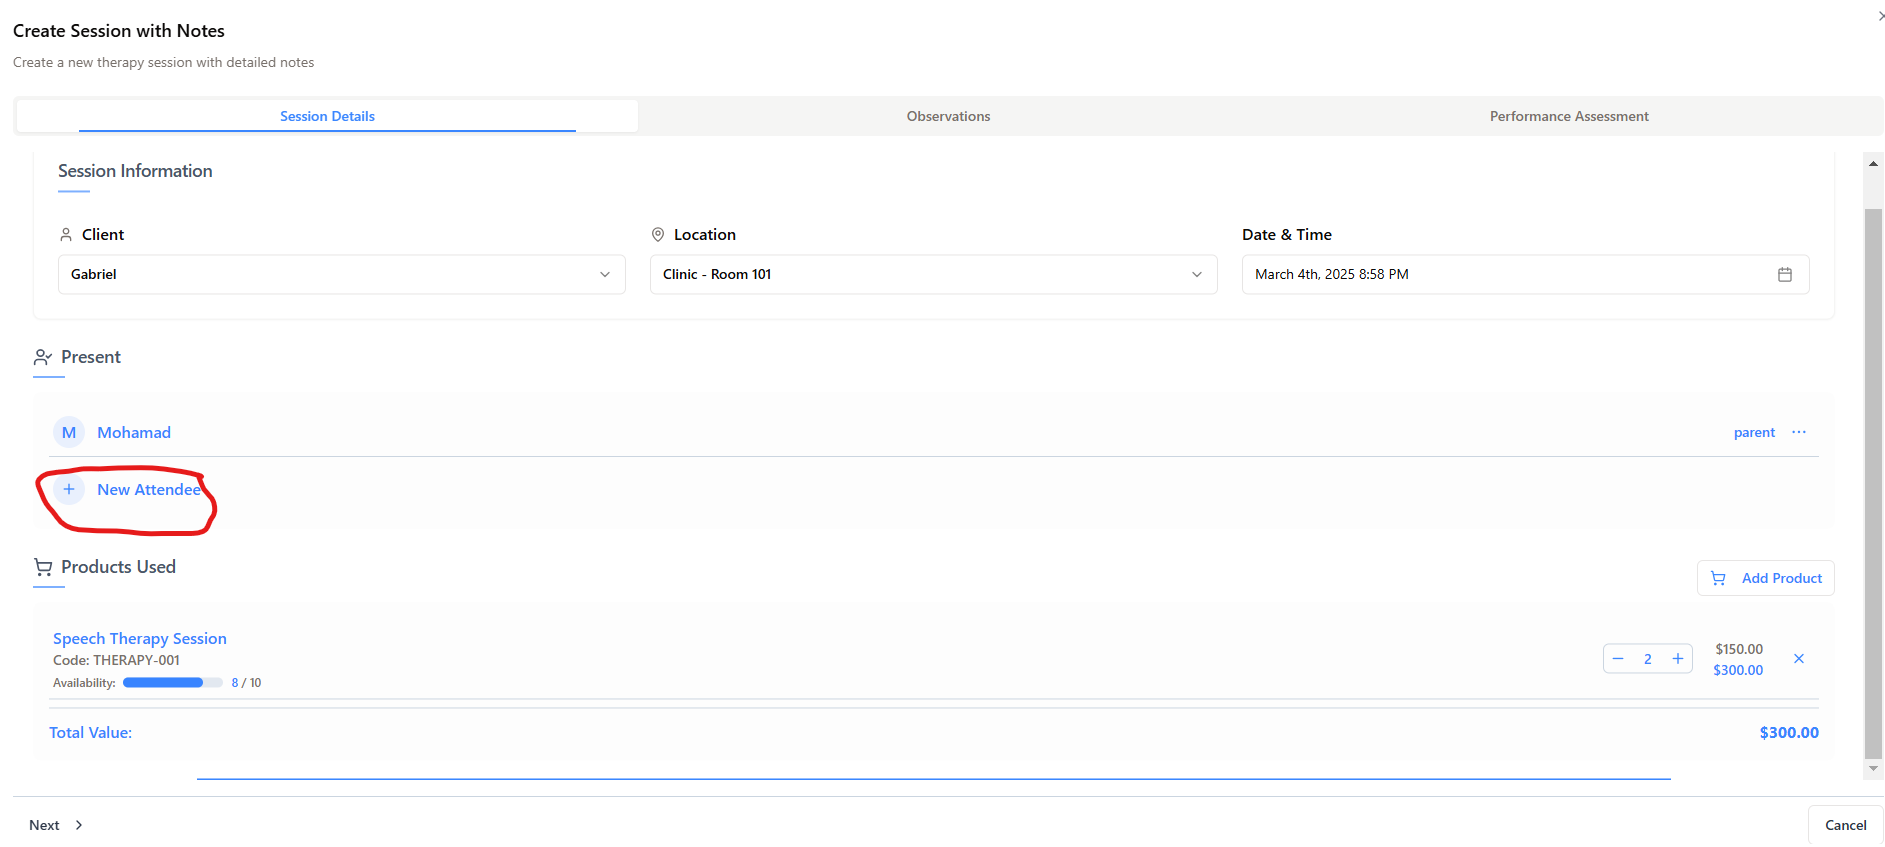 Create Session with Notes
Create a new therapy session with detailed notes
Session Details Observations Performance Assessment
Session Information
Client Location Date & Time
Gabriel Clinic - Room 101 March 4th, 2025 8:58 PM
Present
M Mohamad parent ...
+ New Attendee
Products Used
Add Product
Speech Therapy Session
Code: THERAPY-001
Availability: 8 / 10
− 2 + $150.00
$300.00
Total Value: $300.00
Next Cancel